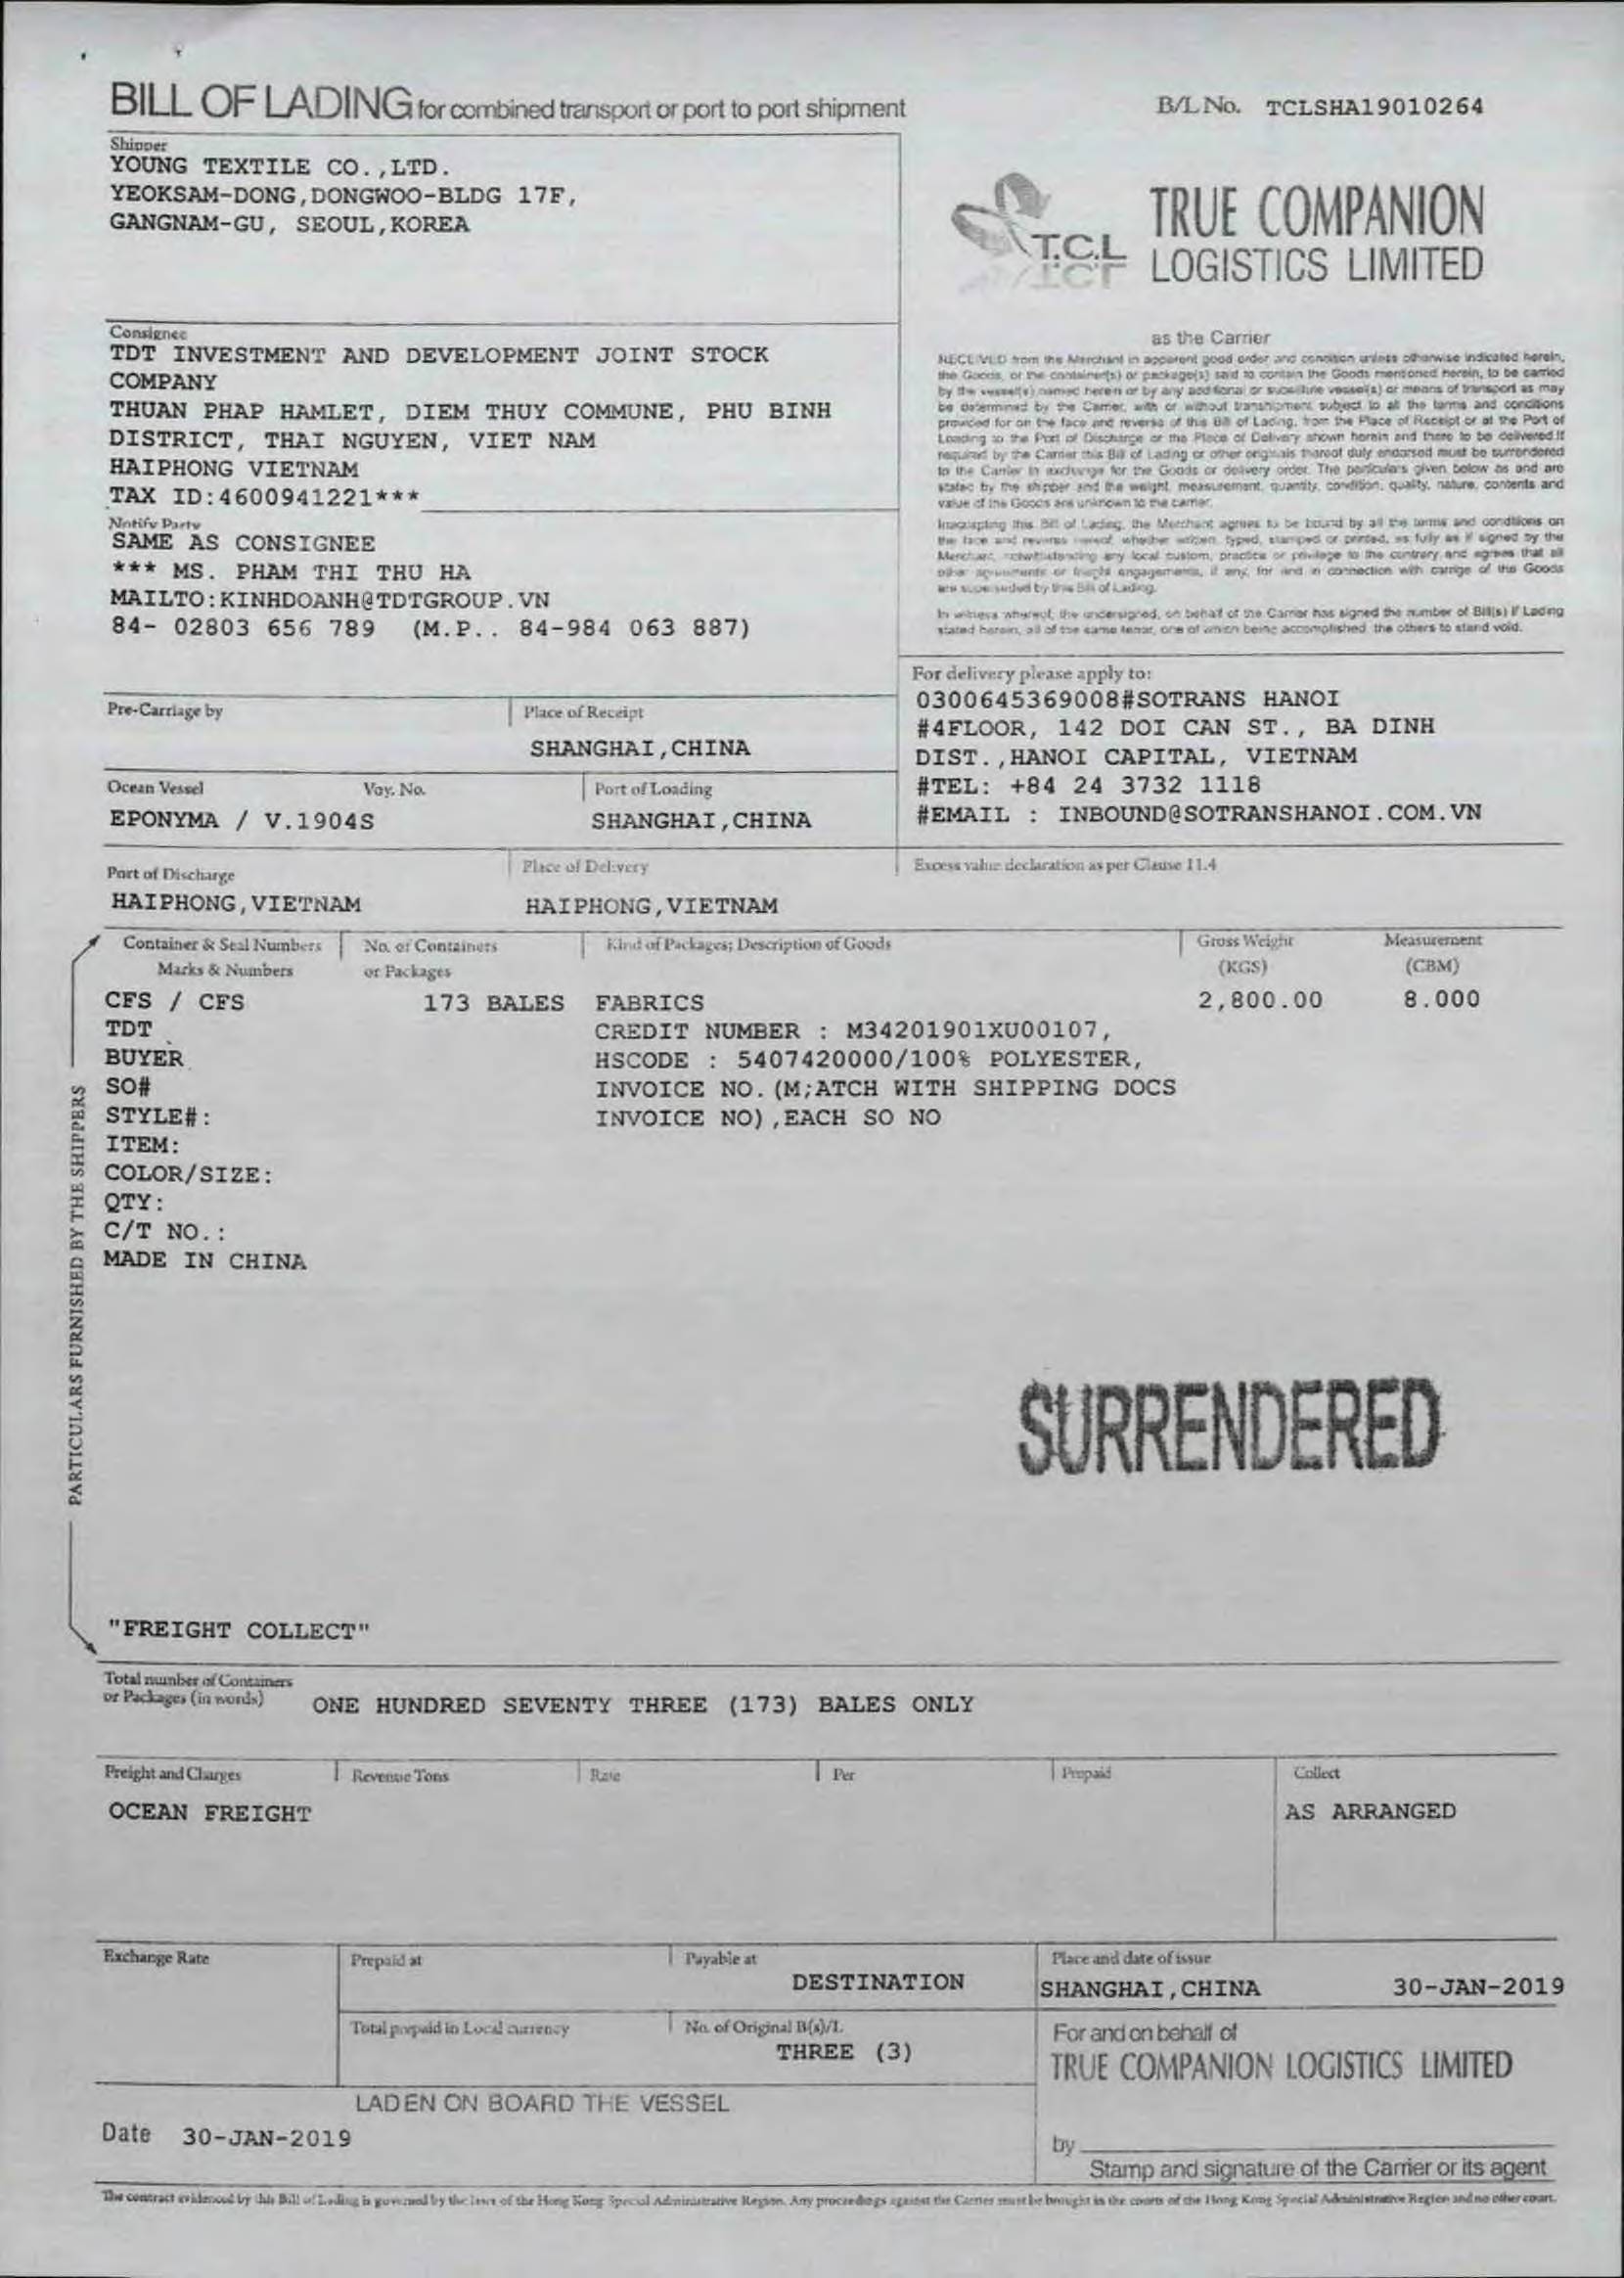 BILL OF LADING for combined transport or port to port shipment
B/L No. TCLSHA19010264
Shipper
YOUNG TEXTILE CO.,LTD.
YEOKSAM-DONG,DONGWOO-BLDG 17F,
GANGNAM-GU, SEOUL,KOREA
T.C.L
TRUE COMPANION
LOGISTICS LIMITED
Consignee
TDT INVESTMENT AND DEVELOPMENT JOINT STOCK
COMPANY
THUAN PHAP HAMLET, DIEM THUY COMMUNE, PHU BINH
DISTRICT, THAI NGUYEN, VIET NAM
HAIPHONG VIETNAM
TAX ID:4600941221***
as the Carrier
RECEIVED from the Merchant in apparent good order and condition unless otherwise indicated herein,
the Goods, or the container(s) or package(s) said to contain the Goods mentioned herein, to be carried
by the vessel(s) named herein or by any additional or substitute vessel(s) or means of transport as may
be determined by the Carrier, with or without transhipment subject to all the terms and conditions
provided for on the face and reverse of this Bill of Lading, from the Place of Receipt or at the Port of
Loading to the Port of Discharge or the Place of Delivery shown herein and there to be delivered.If
required by the Carrier this Bill of Lading or other originals thereof duly endorsed must be surrendered
to the Carrier in exchange for the Goods or delivery order. The particulars given below as and are
stated by the shipper and the weight, measurement, quantity, condition, quality, nature, contents and
value of the Goods are unknown to the carrier.
this Bill of Lading, the Merchant agrees to be bound by all the terms and conditions on
the face and reverse hereof, whether written, typed, stamped or printed, as fully as if signed by the
Merchant, notwithstanding any local custom, practice or privilege to the contrary and agrees that all
other agreements or freight engagements, if any, for and in connection with carrige of the Goods
are superseded by this Bill of Lading.
In witness whereof, the undersigned, on behalf of the Carrier has signed the number of Bill(s) if Lading
stated herein, all of the same tenor, one of which being accomplished, the others to stand void.
Notify Party
SAME AS CONSIGNEE
*** MS. PHAM THI THU HA
MAILTO:KINHDOANH@TDTGROUP.VN
84- 02803 656 789 (M.P.. 84-984 063 887)
For delivery please apply to:
0300645369008#SOTRANS HANOI
#4FLOOR, 142 DOI CAN ST., BA DINH
DIST.,HANOI CAPITAL, VIETNAM
#TEL: +84 24 3732 1118
#EMAIL : INBOUND@SOTRANSHANOI.COM.VN
Pre-Carriage by
Place of Receipt
SHANGHAI,CHINA
Ocean Vessel Voy. No.
Port of Loading
EPONYMA / V.1904S
SHANGHAI,CHINA
Port of Discharge
Place of Delivery
Excess value declaration as per Clause 11.4
HAIPHONG,VIETNAM
HAIPHONG,VIETNAM
Container & Seal Numbers
Marks & Numbers
No. of Containers
or Packages
Kind of Packages; Description of Goods
Gross Weight
(KGS)
Measurement
(CBM)
CFS / CFS 173 BALES FABRICS 2,800.00 8.000
TDT CREDIT NUMBER : M34201901XU00107,
BUYER HSCODE : 5407420000/100% POLYESTER,
SO# INVOICE NO.(M;ATCH WITH SHIPPING DOCS
STYLE#: INVOICE NO),EACH SO NO
ITEM:
COLOR/SIZE:
QTY:
C/T NO.:
MADE IN CHINA
PARTICULARS FURNISHED BY THE SHIPPERS
SURRENDERED
"FREIGHT COLLECT"
Total number of Containers
or Packages (in words)
ONE HUNDRED SEVENTY THREE (173) BALES ONLY
Freight and Charges Revenue Tons Rate Per Prepaid Collect
OCEAN FREIGHT AS ARRANGED
Exchange Rate
Prepaid at
Payable at
DESTINATION
Place and date of issue
SHANGHAI,CHINA 30-JAN-2019
Total prepaid in Local currency
No. of Original B(s)/L
THREE (3)
For and on behalf of
TRUE COMPANION LOGISTICS LIMITED
LADEN ON BOARD THE VESSEL
Date 30-JAN-2019
by
Stamp and signature of the Carrier or its agent
The contract evidenced by this Bill of Lading is governed by the laws of the Hong Kong Special Administrative Region. Any proceedings against the Carrier must be brought in the courts of the Hong Kong Special Administrative Region and no other court.